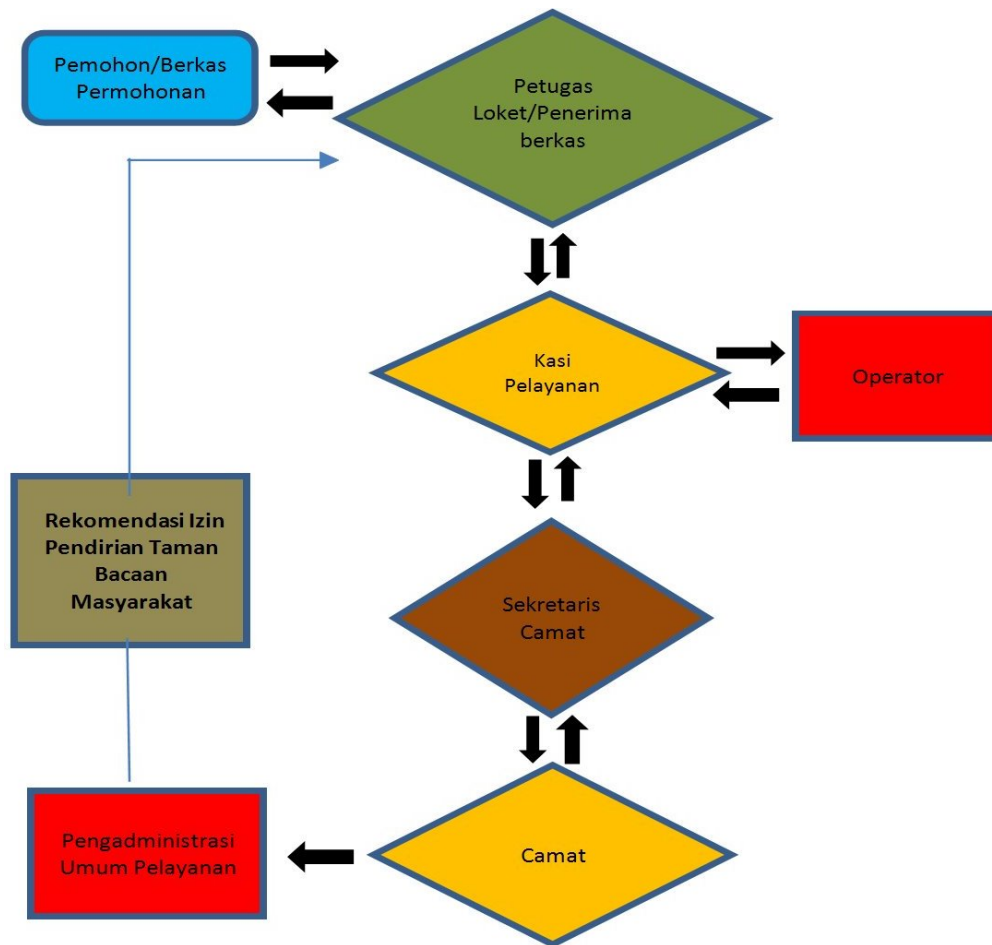 Pemohon/Berkas
Permohonan
Petugas
Loket/Penerima
berkas
Kasi
Pelayanan
Operator
Rekomendasi Izin
Pendirian Taman
Bacaan
Masyarakat
Sekretaris
Camat
Pengadministrasi
Umum Pelayanan
Camat